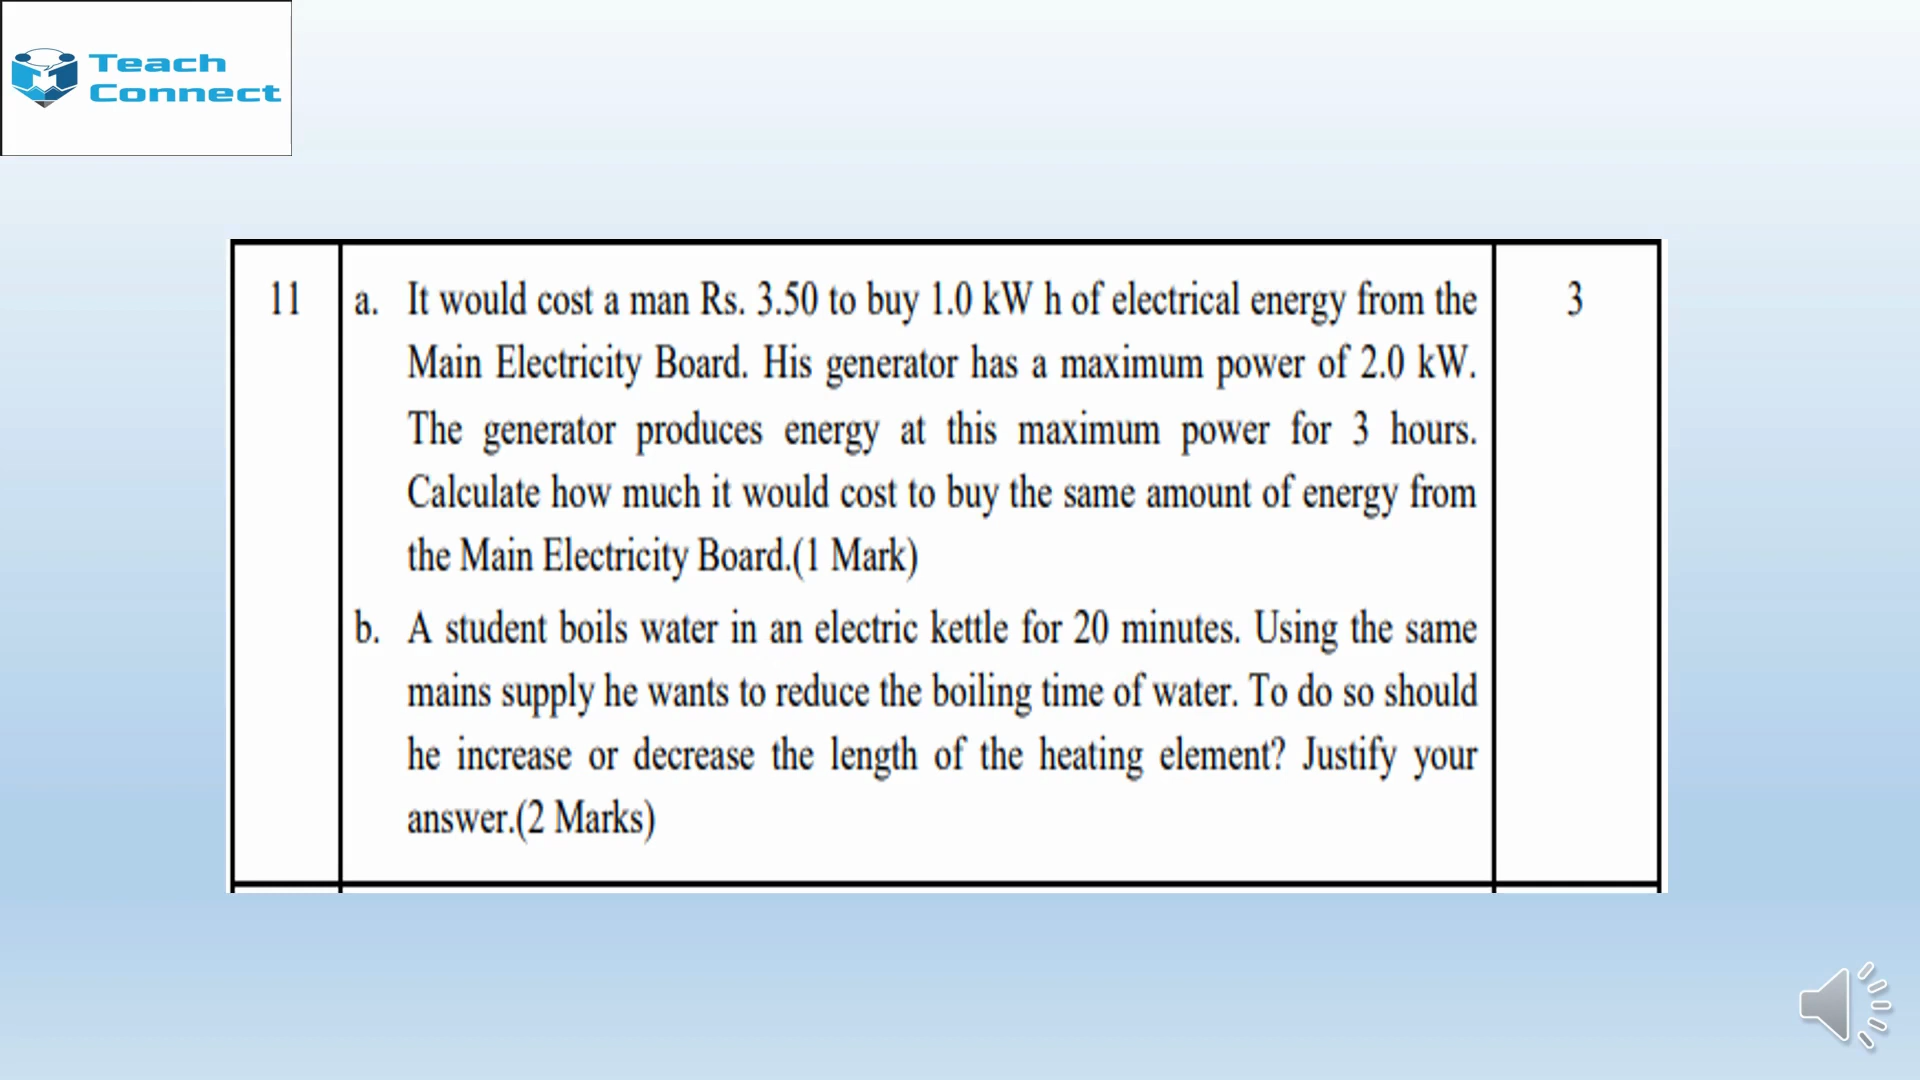 Teach
Connect
11
a. It would cost a man Rs. 3.50 to buy 1.0 kW h of electrical energy from the
3
Main Electricity Board. His generator has a maximum power of 2.0 kW.
The generator produces energy at this maximum power for 3 hours.
Calculate how much it would cost to buy the same amount of energy from
the Main Electricity Board.(1 Mark)
b. A student boils water in an electric kettle for 20 minutes. Using the same
mains supply he wants to reduce the boiling time of water. To do so should
he increase or decrease the length of the heating element? Justify your
answer.(2 Marks)